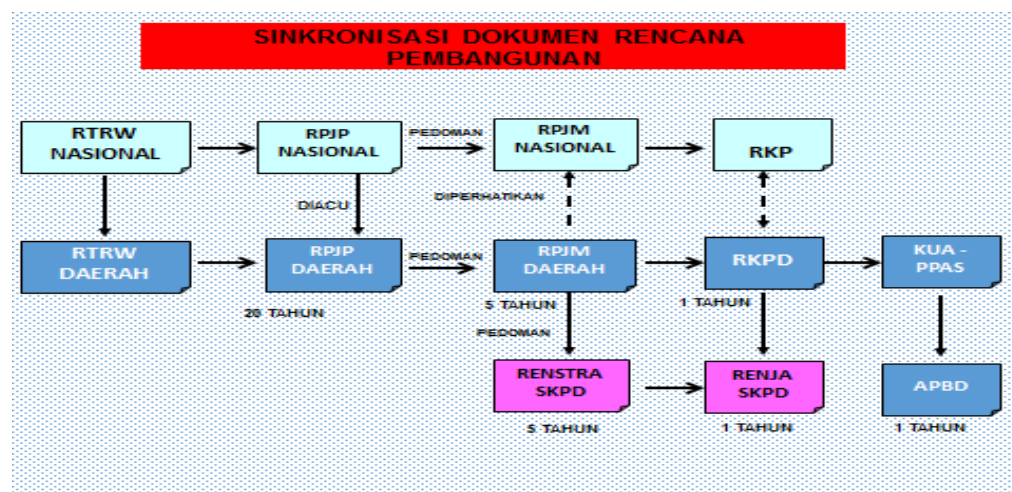 SINKRONISASI DOKUMEN RENCANA
PEMBANGUNAN
RTRW
NASIONAL
RPJP
NASIONAL
PEDOMAN
RPJM
NASIONAL
RKP
DIACU
DIPERHATIKAN
RTRW
DAERAH
RPJP
DAERAH
PEDOMAN
RPJM
DAERAH
RKPD
KUA -
PPAS
20 TAHUN
5 TAHUN
1 TAHUN
PEDOMAN
RENSTRA
SKPD
RENJA
SKPD
APBD
5 TAHUN
1 TAHUN
1 TAHUN